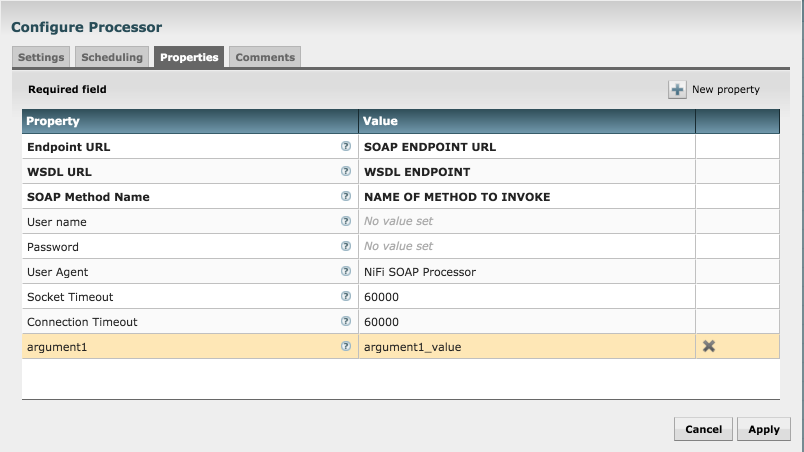 Configure Processor
Settings Scheduling Properties Comments
Required field New property
Property Value
Endpoint URL ? SOAP ENDPOINT URL
WSDL URL ? WSDL ENDPOINT
SOAP Method Name ? NAME OF METHOD TO INVOKE
User name ? No value set
Password ? No value set
User Agent ? NiFi SOAP Processor
Socket Timeout ? 60000
Connection Timeout ? 60000
argument1 ? argument1_value
Cancel Apply